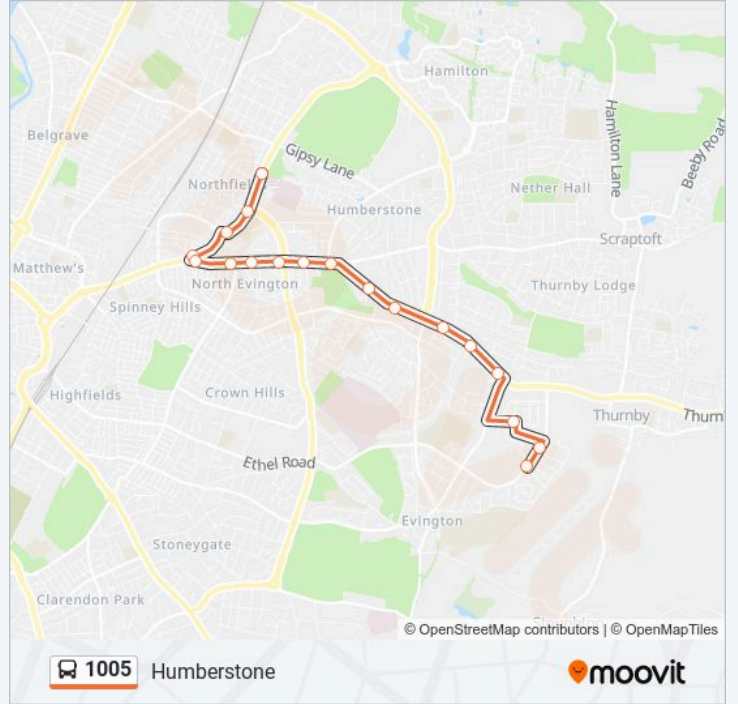 Hamilton
Belgrave
Hamilton Lane
Beeby Road
Gipsy Lane
Nether Hall
Humberstone
Scraptoft
Matthew's
North Evington
Thurnby Lodge
Spinney Hills
Highfields
Crown Hills
Thurnby
Thurn
Ethel Road
Evington
Stoneygate
Clarendon Park
© OpenStreetMap contributors | © OpenMapTiles
1005 Humberstone
moovit